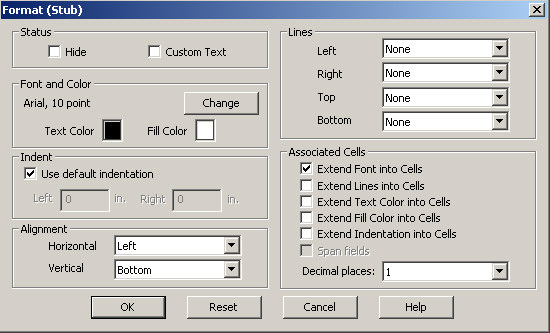 Format (Stub)
Status
Hide
Custom Text
Font and Color
Arial, 10 point
Change
Text Color
Fill Color
Indent
Use default indentation
Left 0 in. Right 0 in.
Alignment
Horizontal Left
Vertical Bottom
Lines
Left None
Right None
Top None
Bottom None
Associated Cells
Extend Font into Cells
Extend Lines into Cells
Extend Text Color into Cells
Extend Fill Color into Cells
Extend Indentation into Cells
Span fields
Decimal places: 1
OK
Reset
Cancel
Help